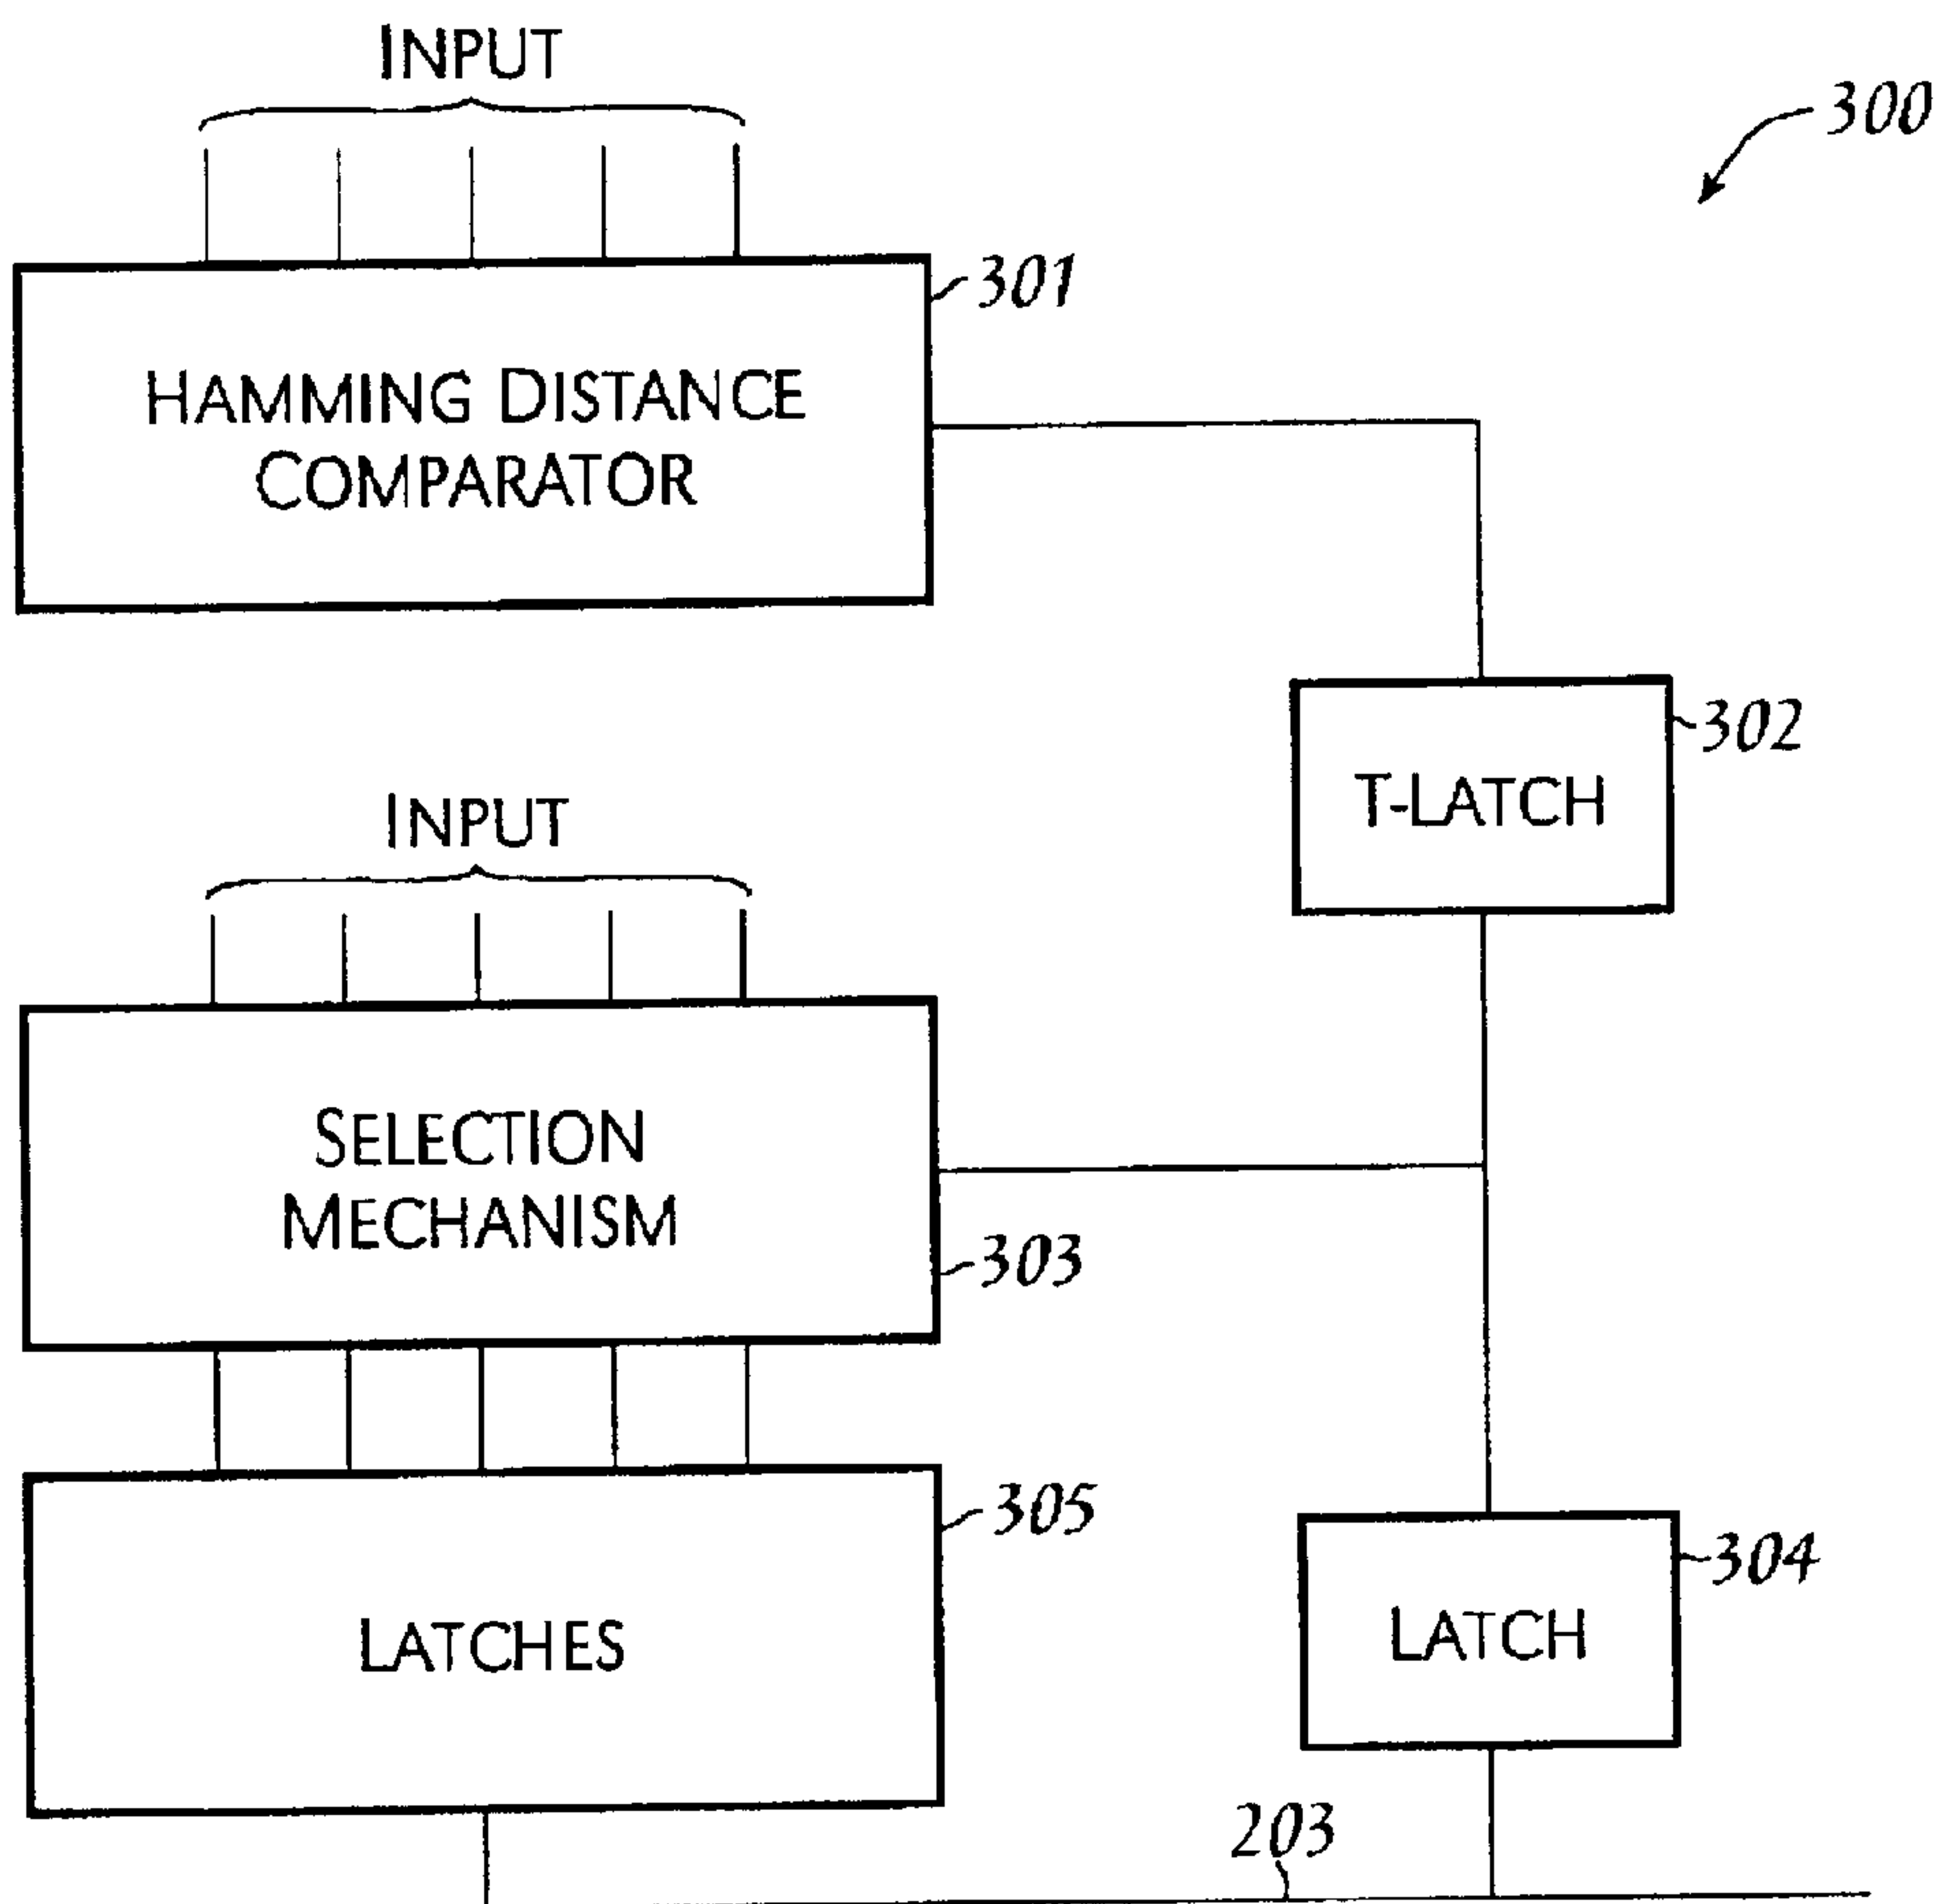 INPUT
300
301
HAMMING DISTANCE
COMPARATOR
302
T-LATCH
INPUT
SELECTION
MECHANISM
303
305
LATCHES
304
LATCH
203